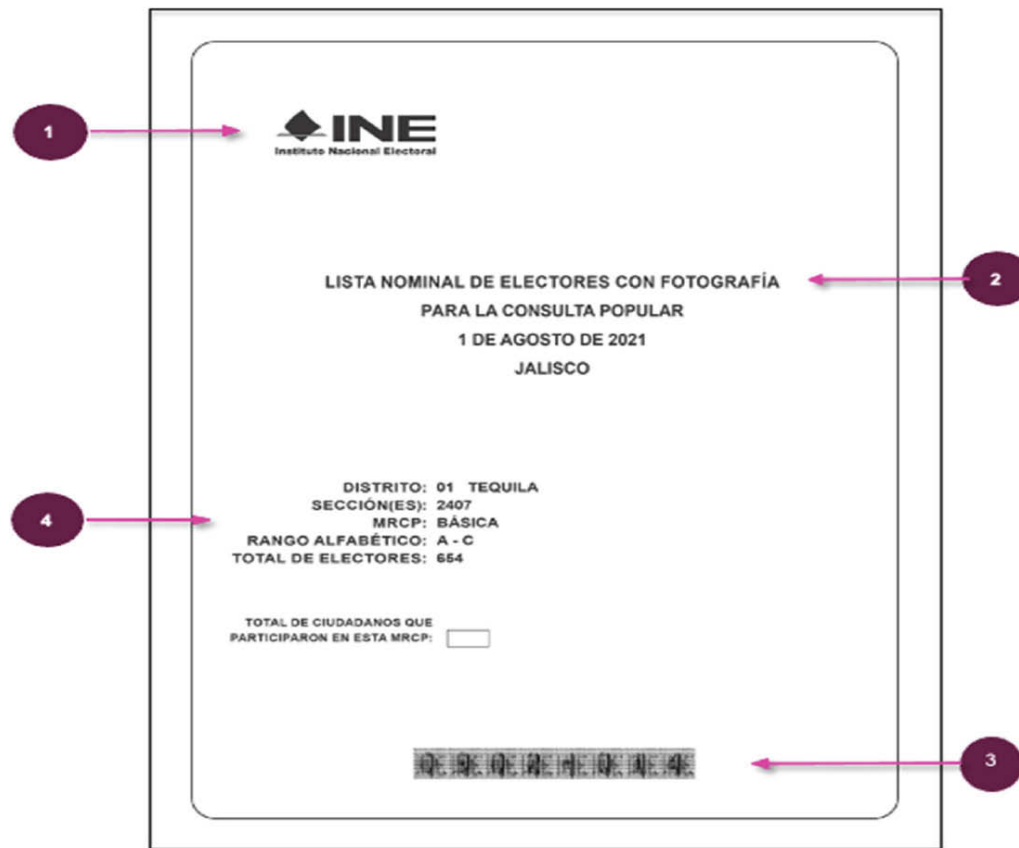 1
INE
Instituto Nacional Electoral
LISTA NOMINAL DE ELECTORES CON FOTOGRAFÍA
2
PARA LA CONSULTA POPULAR
1 DE AGOSTO DE 2021
JALISCO
DISTRITO: 01 TEQUILA
SECCIÓN(ES): 2407
4
MRCP: BÁSICA
RANGO ALFABÉTICO: A - C
TOTAL DE ELECTORES: 654
TOTAL DE CIUDADANOS QUE
PARTICIPARON EN ESTA MRCP:
3